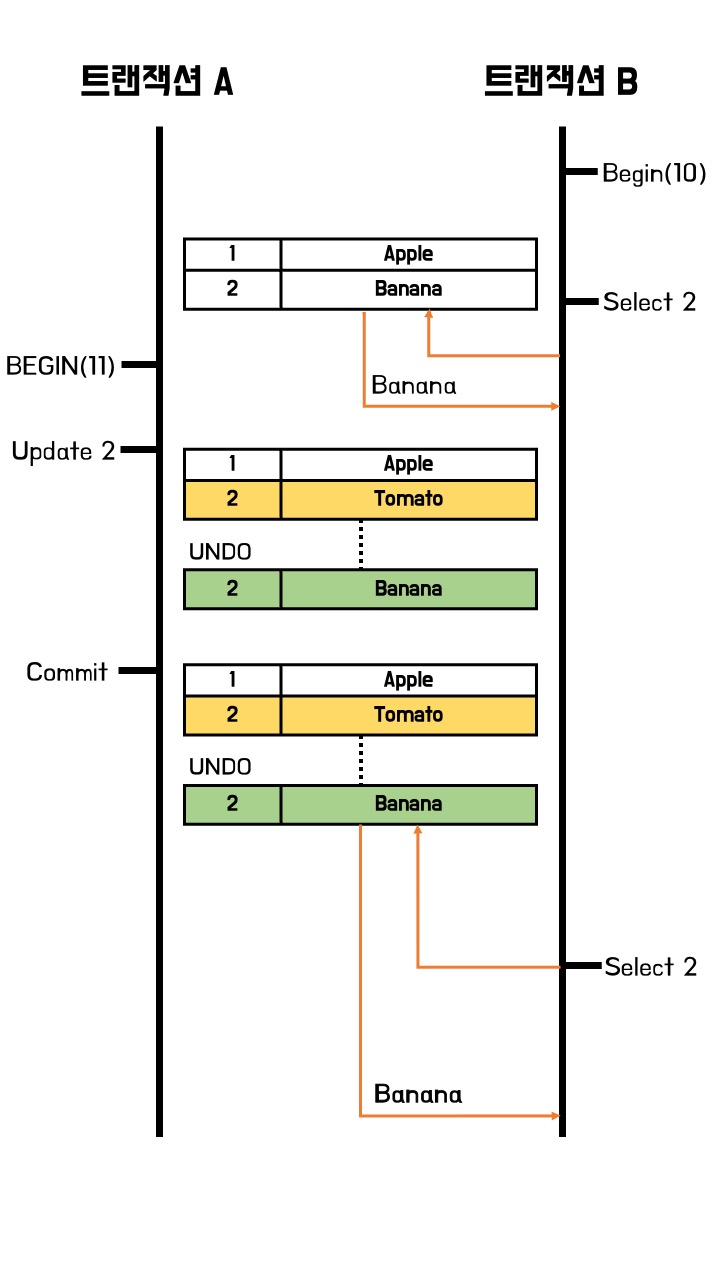 트랜잭션 A
트랜잭션 B
Begin(10)
1 Apple
2 Banana
Select 2
BEGIN(11)
Banana
Update 2
1 Apple
2 Tomato
UNDO
2 Banana
Commit
1 Apple
2 Tomato
UNDO
2 Banana
Select 2
Banana